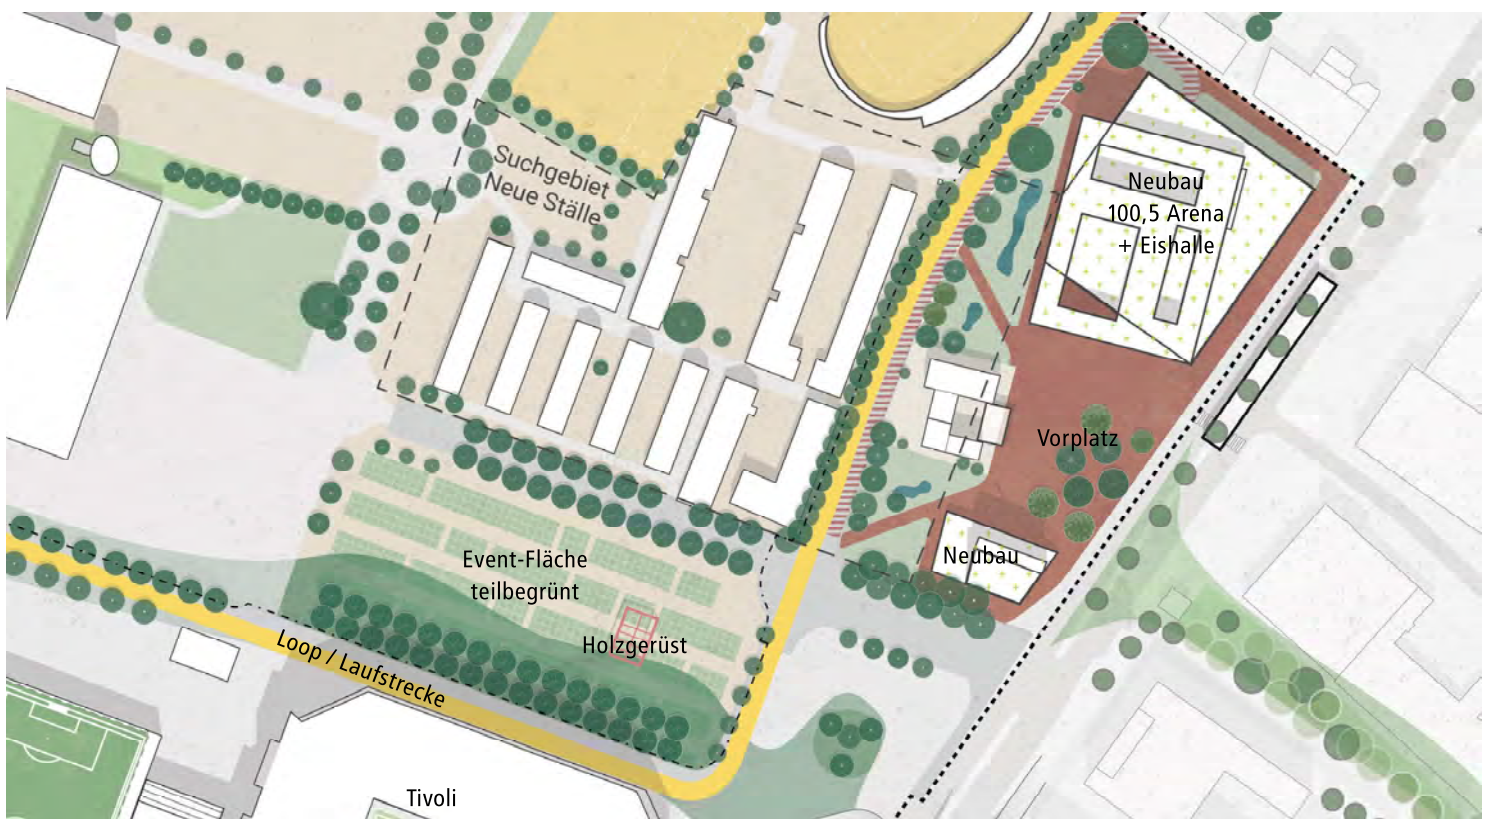 Suchgebiet
Neue Ställe
Neubau
100,5 Arena
+ Eishalle
Vorplatz
Neubau
Event-Fläche
teilbegrünt
Holzgerüst
Loop / Laufstrecke
Tivoli